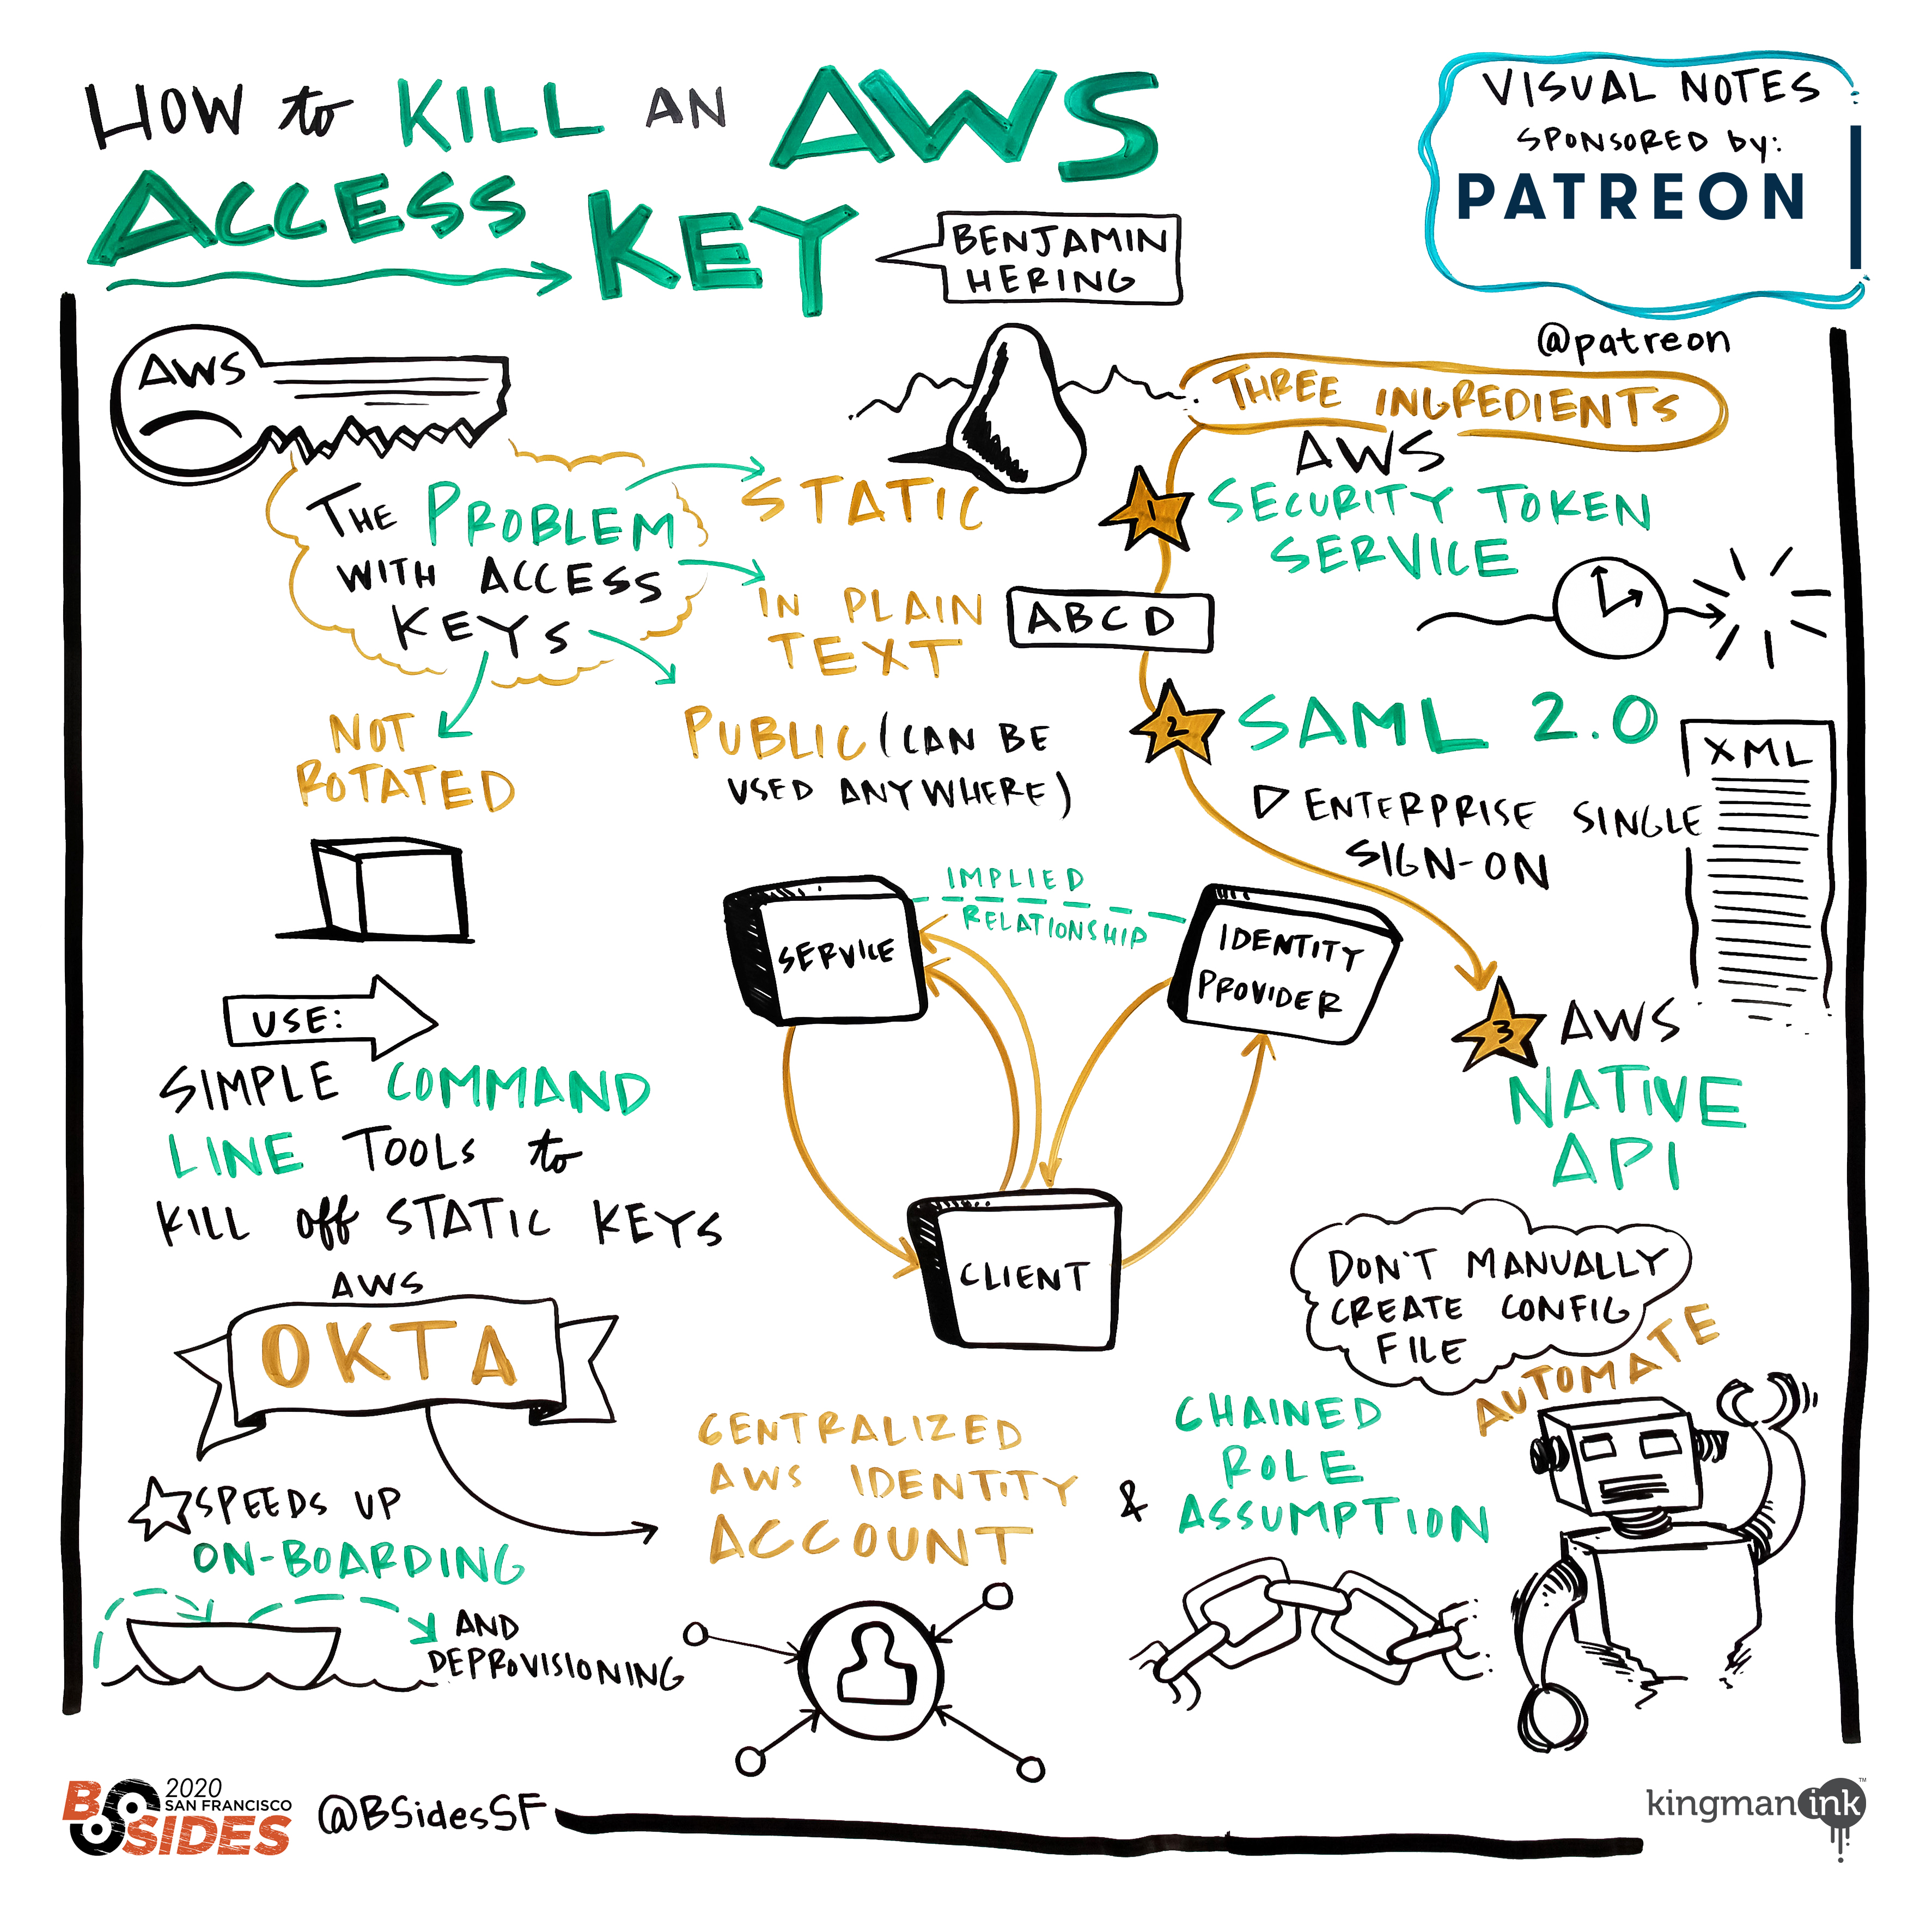 HOW to KILL AN AWS
ACCESS KEY
BENJAMIN
HERING
VISUAL NOTES
SPONSORED by:
PATREON
@patreon
AWS
THE PROBLEM
WITH ACCESS
KEYS
STATIC
IN PLAIN
TEXT
PUBLIC (CAN BE
USED ANYWHERE)
NOT
ROTATED
THREE INGREDIENTS
1
AWS
SECURITY TOKEN
SERVICE
ABCD
2
SAML 2.0
ENTERPRISE SINGLE
SIGN-ON
XML
3
AWS
NATIVE
API
SERVICE
IMPLIED
RELATIONSHIP
IDENTITY
PROVIDER
CLIENT
USE:
SIMPLE COMMAND
LINE TOOLS to
KILL off STATIC KEYS
AWS
OKTA
SPEEDS UP
ON-BOARDING
AND
DEPROVISIONING
CENTRALIZED
AWS IDENTITY
ACCOUNT
&
CHAINED
ROLE
ASSUMPTION
DON'T MANUALLY
CREATE CONFIG
FILE
AUTOMATE
BSIDES
2020
SAN FRANCISCO
@BSidesSF
kingman ink™